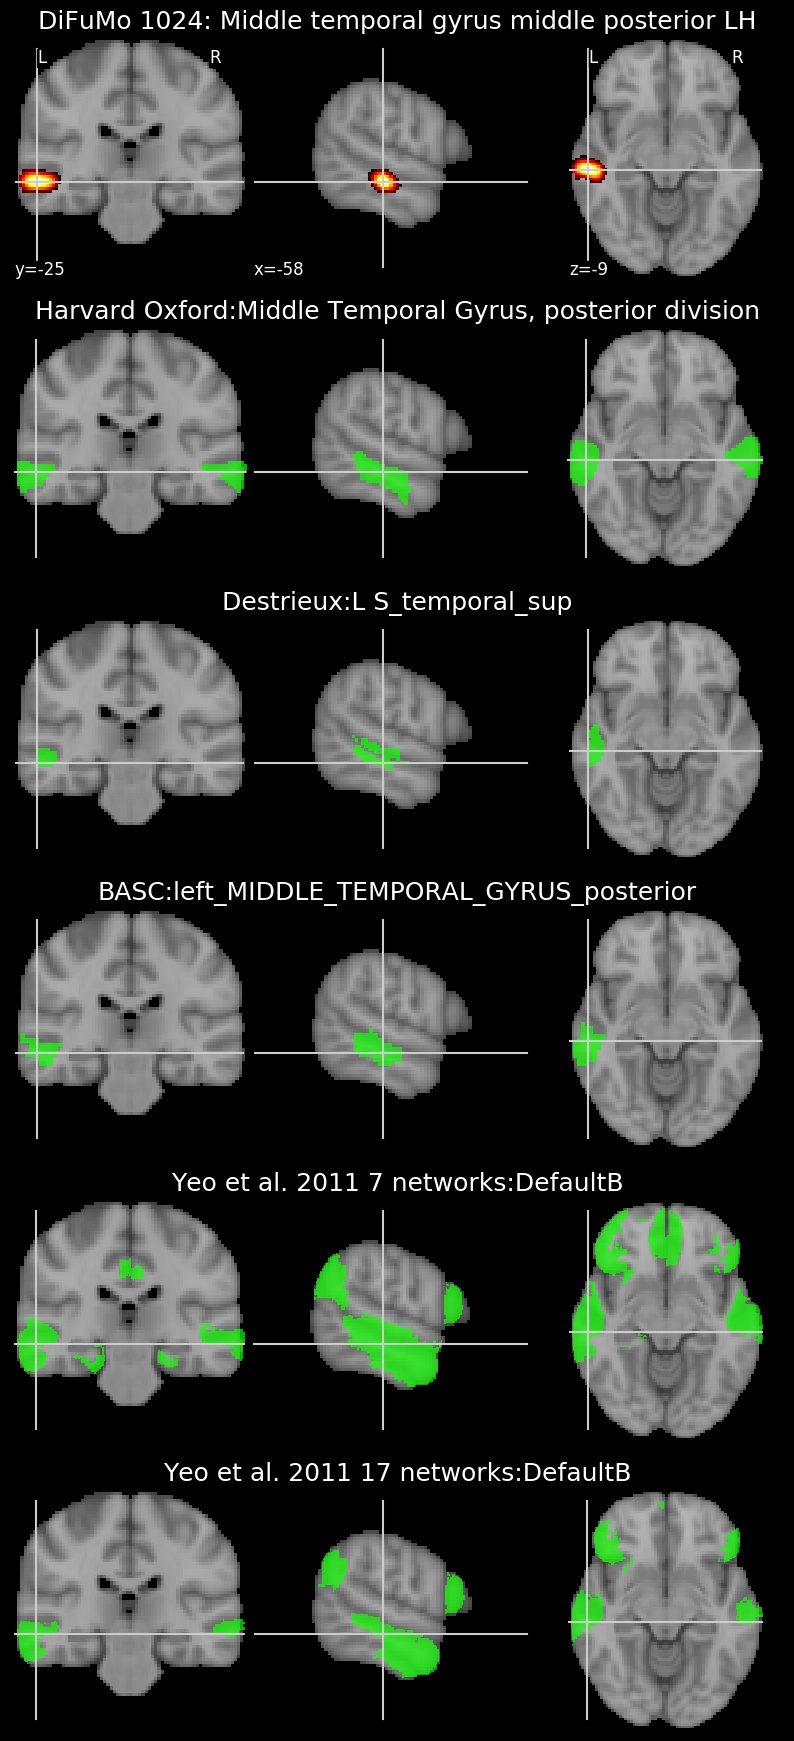 DiFuMo 1024: Middle temporal gyrus middle posterior LH
L R L R
y=-25 x=-58 z=-9
Harvard Oxford:Middle Temporal Gyrus, posterior division
Destrieux:L S_temporal_sup
BASC:left_MIDDLE_TEMPORAL_GYRUS_posterior
Yeo et al. 2011 7 networks:DefaultB
Yeo et al. 2011 17 networks:DefaultB